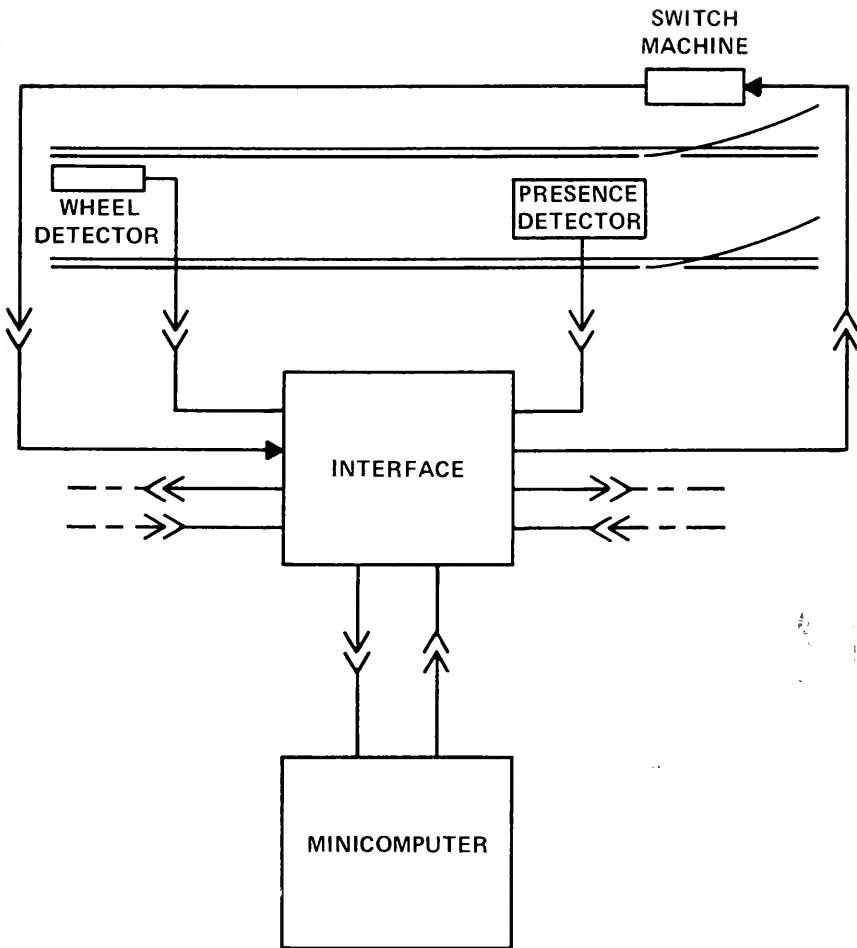 SWITCH
MACHINE
WHEEL
DETECTOR
PRESENCE
DETECTOR
INTERFACE
MINICOMPUTER